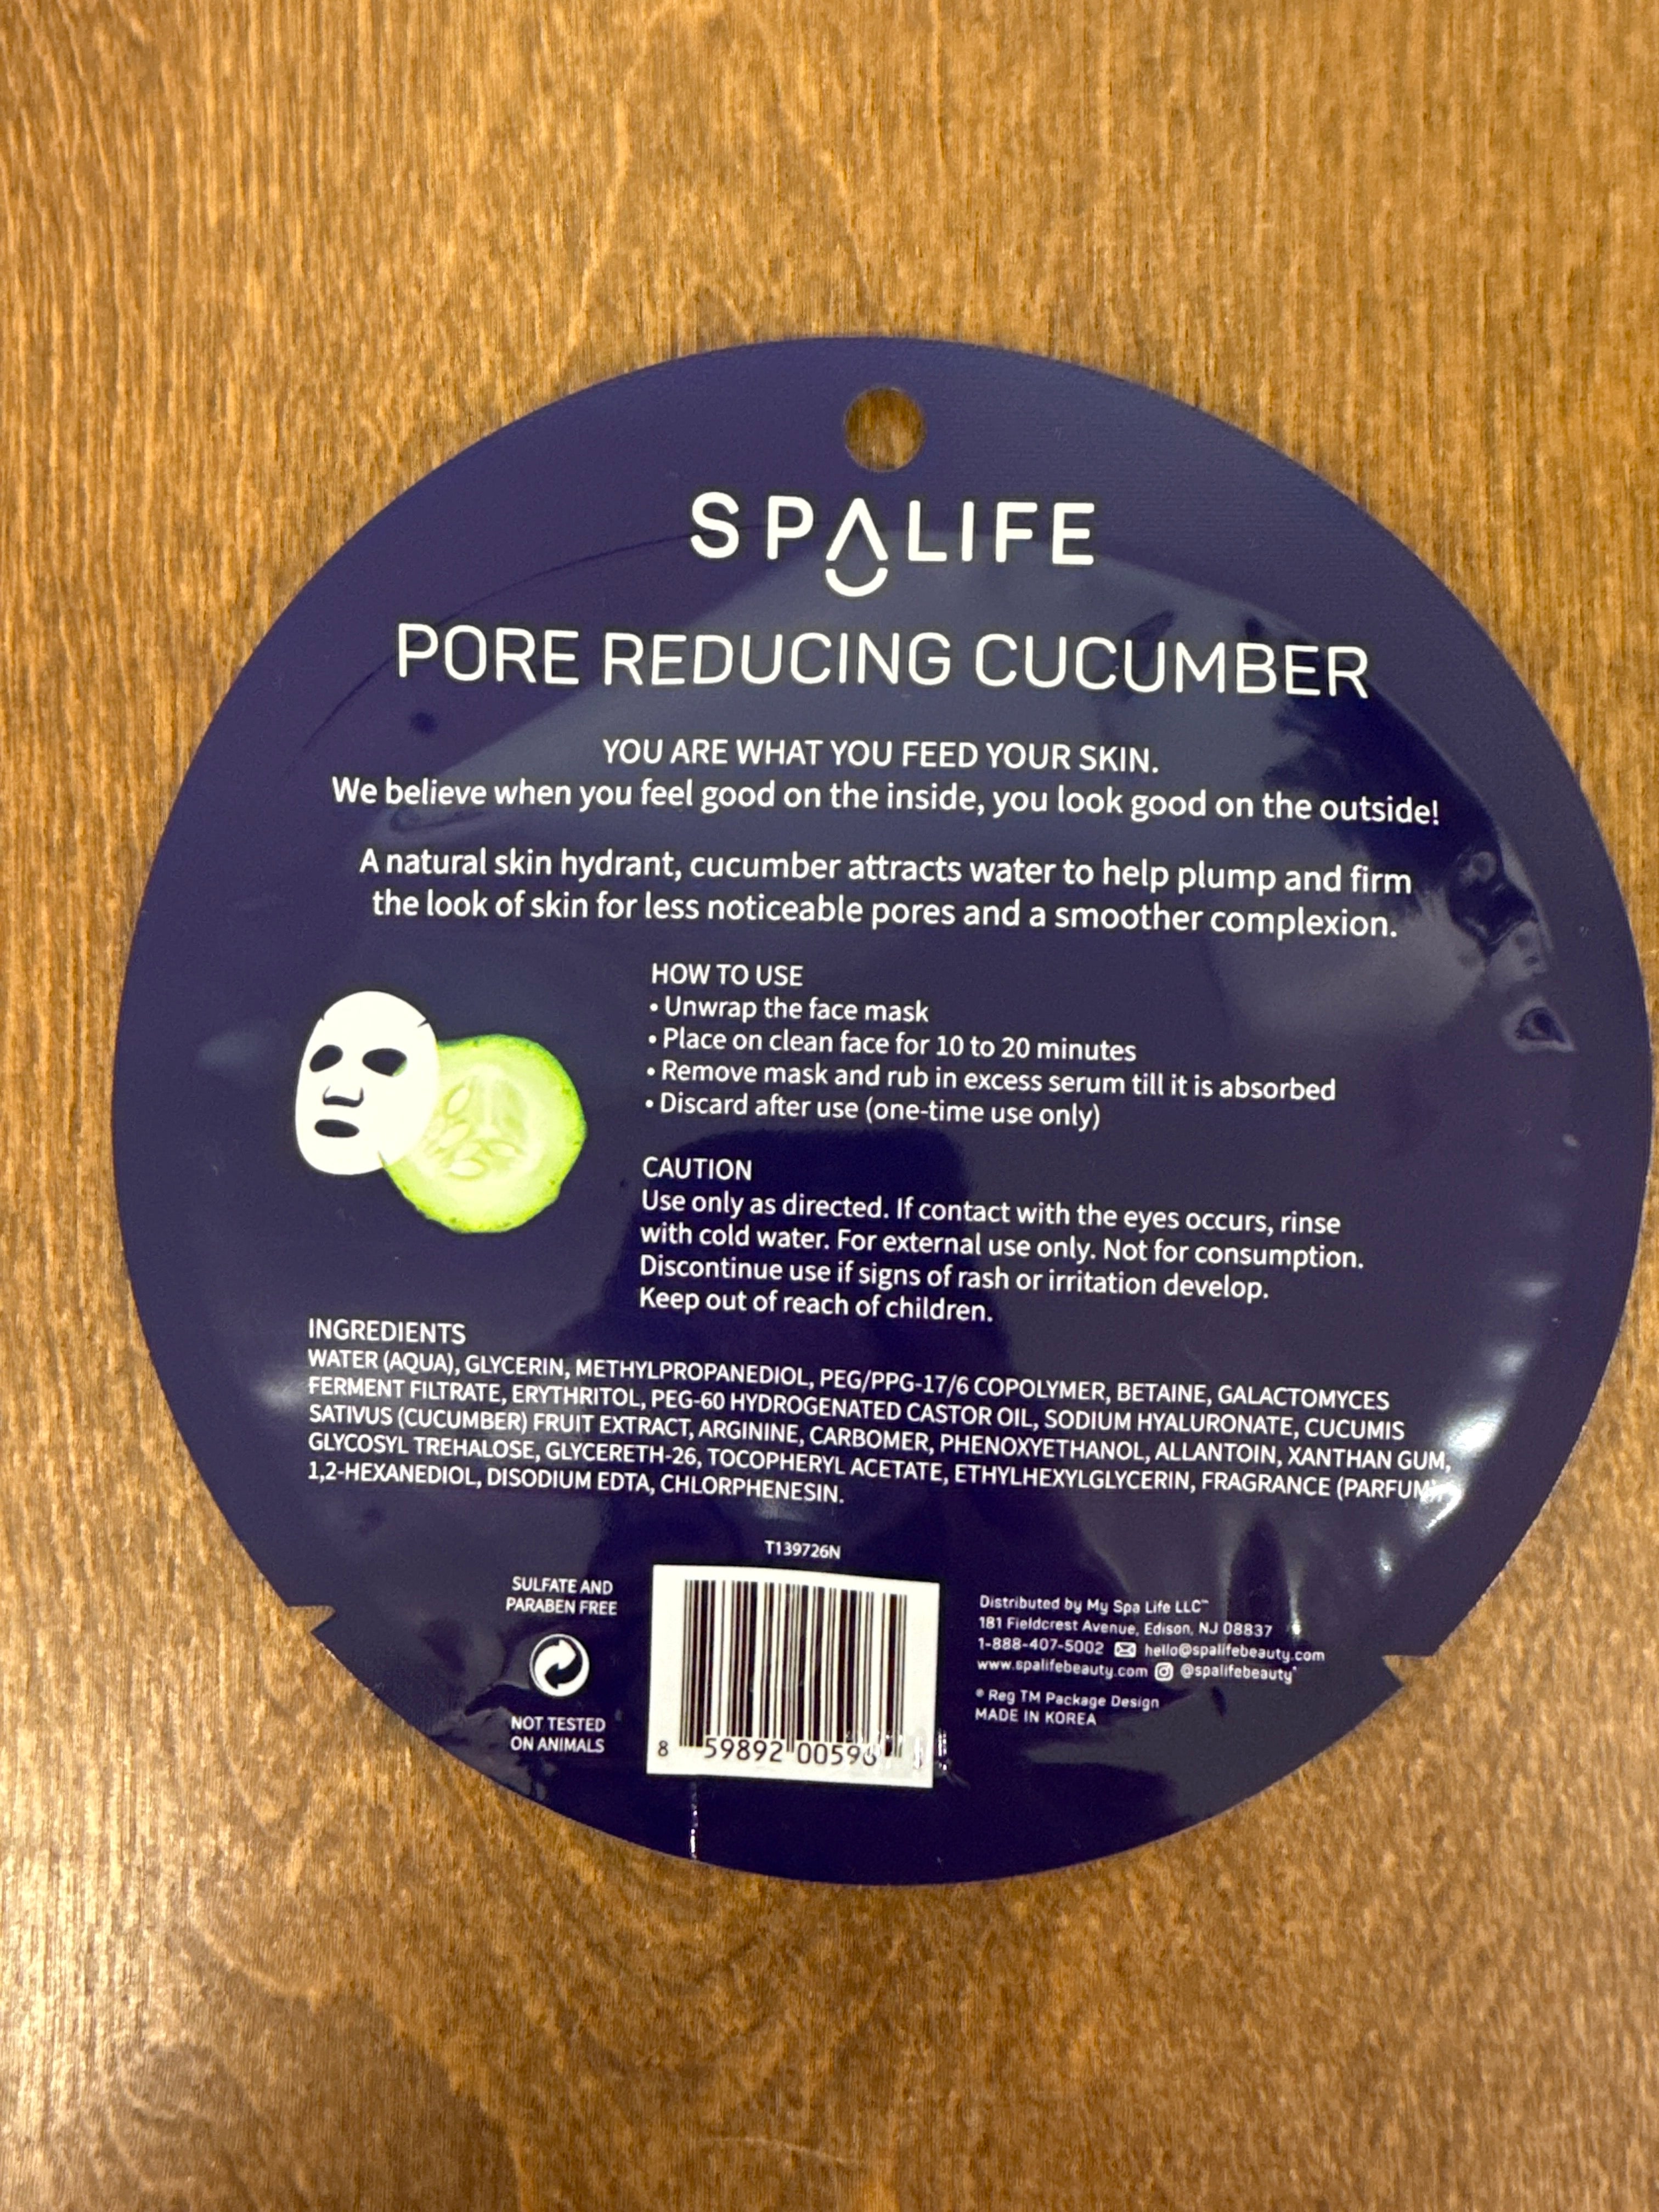 SPALIFE
PORE REDUCING CUCUMBER
YOU ARE WHAT YOU FEED YOUR SKIN.
We believe when you feel good on the inside, you look good on the outside!
A natural skin hydrant, cucumber attracts water to help plump and firm
the look of skin for less noticeable pores and a smoother complexion.
HOW TO USE
• Unwrap the face mask
• Place on clean face for 10 to 20 minutes
• Remove mask and rub in excess serum till it is absorbed
• Discard after use (one-time use only)
CAUTION
Use only as directed. If contact with the eyes occurs, rinse
with cold water. For external use only. Not for consumption.
Discontinue use if signs of rash or irritation develop.
Keep out of reach of children.
INGREDIENTS
WATER (AQUA), GLYCERIN, METHYLPROPANEDIOL, PEG/PPG-17/6 COPOLYMER, BETAINE, GALACTOMYCES
FERMENT FILTRATE, ERYTHRITOL, PEG-60 HYDROGENATED CASTOR OIL, SODIUM HYALURONATE, CUCUMIS
SATIVUS (CUCUMBER) FRUIT EXTRACT, ARGININE, CARBOMER, PHENOXYETHANOL, ALLANTOIN, XANTHAN GUM,
GLYCOSYL TREHALOSE, GLYCERETH-26, TOCOPHERYL ACETATE, ETHYLHEXYLGLYCERIN, FRAGRANCE (PARFUM),
1,2-HEXANEDIOL, DISODIUM EDTA, CHLORPHENESIN.
T139726N
SULFATE AND
PARABEN FREE
NOT TESTED
ON ANIMALS
8 59892
Distributed by My Spa Life LLC™
181 Fieldcrest Avenue, Edison, NJ 08837
1-888-407-5002 hello@spalifebeauty.com
www.spalifebeauty.com @spalifebeauty
® Reg TM Package Design
MADE IN KOREA